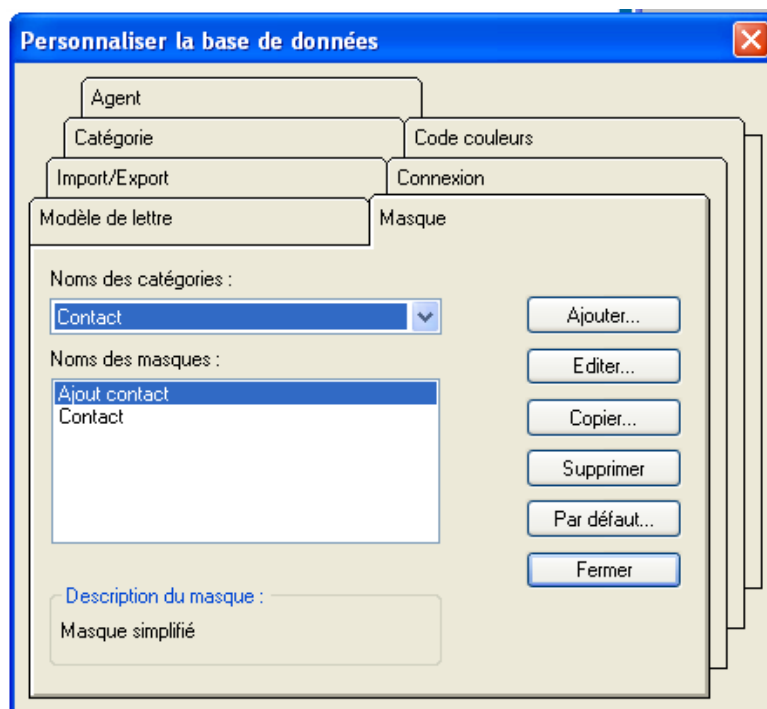 Personnaliser la base de données
Agent
Catégorie
Code couleurs
Import/Export
Connexion
Modèle de lettre
Masque
Noms des catégories :
Contact
Ajouter...
Noms des masques :
Editer...
Ajout contact
Contact
Copier...
Supprimer
Par défaut...
Fermer
Description du masque :
Masque simplifié